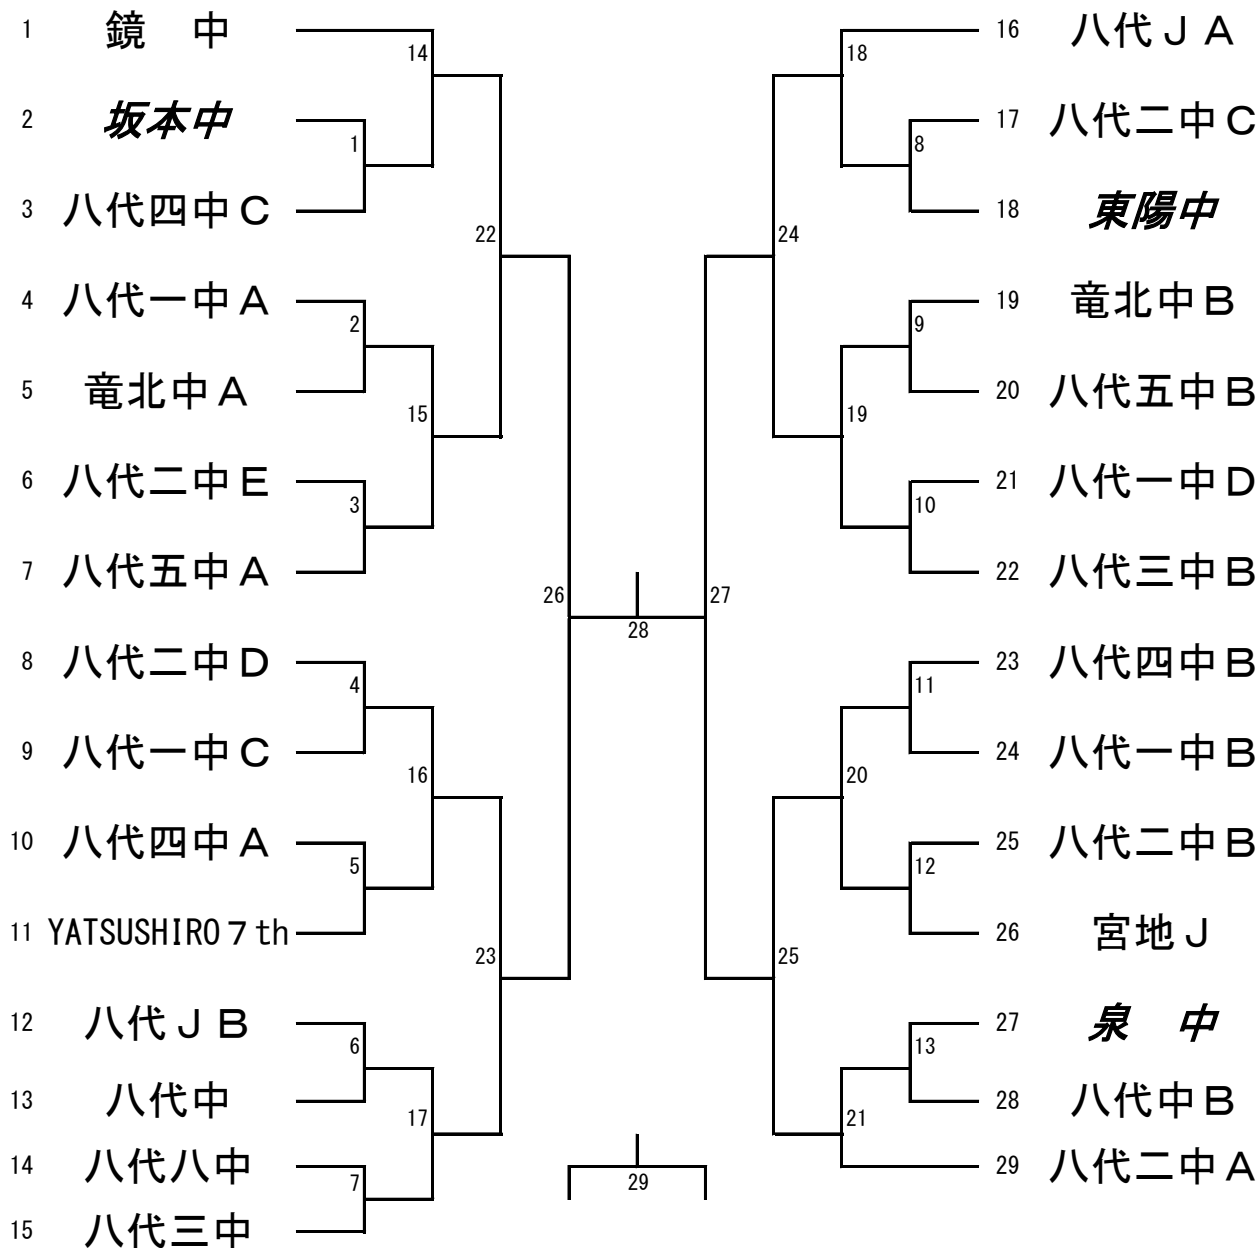 1 鏡　中
2 坂本中
3 八代四中C
4 八代一中A
5 竜北中A
6 八代二中E
7 八代五中A
8 八代二中D
9 八代一中C
10 八代四中A
11 YATSUSHIRO７th
12 八代JB
13 八代中
14 八代八中
15 八代三中
1
2
3
4
5
6
7
14
15
16
17
22
23
26
28
29
27
24
25
18
19
20
21
8
9
10
11
12
13
16 八代JA
17 八代二中C
18 東陽中
19 竜北中B
20 八代五中B
21 八代一中D
22 八代三中B
23 八代四中B
24 八代一中B
25 八代二中B
26 宮地J
27 泉　中
28 八代中B
29 八代二中A